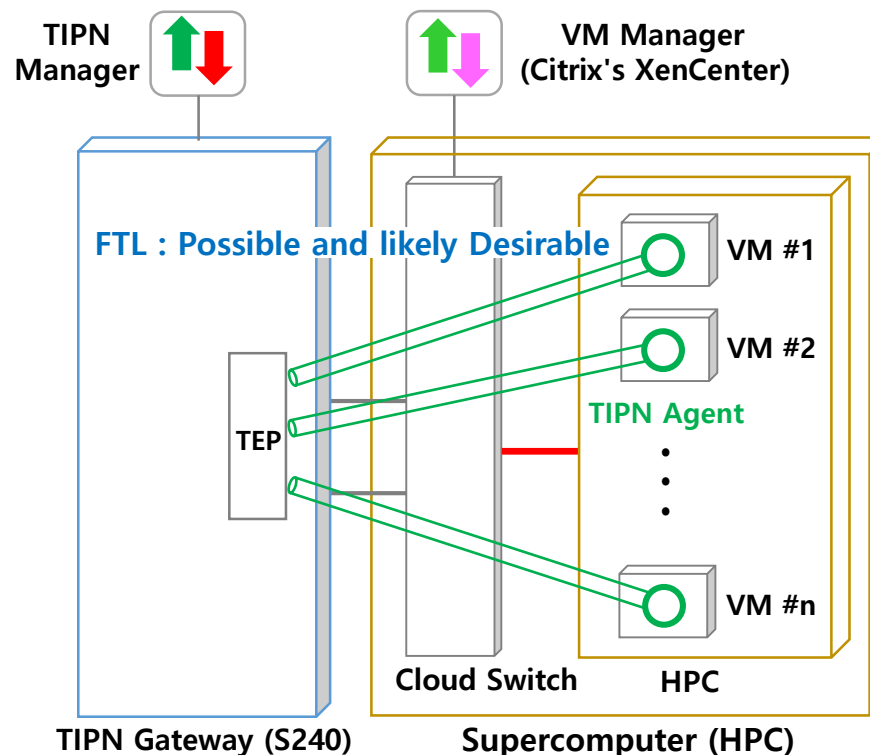 TIPN
Manager
VM Manager
(Citrix's XenCenter)
FTL : Possible and likely Desirable
VM #1
VM #2
TIPN Agent
TEP
VM #n
Cloud Switch
HPC
TIPN Gateway (S240)
Supercomputer (HPC)